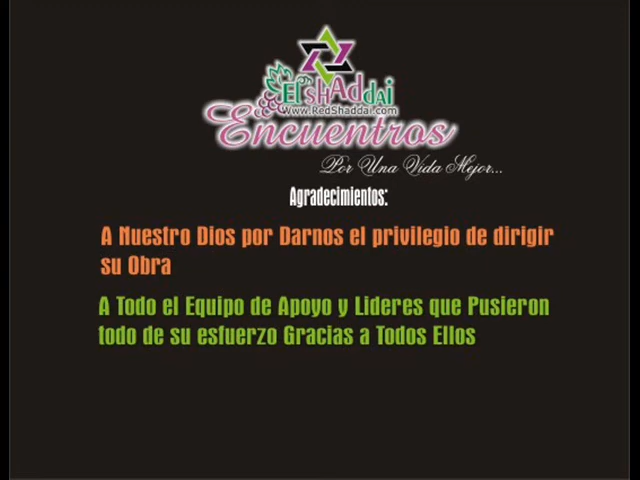 El shAddai
Www.RedShaddai.com
Encuentros
Por Una Vida Mejor...
Agradecimientos:
A Nuestro Dios por Darnos el privilegio de dirigir
su Obra
A Todo el Equipo de Apoyo y Lideres que Pusieron
todo de su esfuerzo Gracias a Todos Ellos